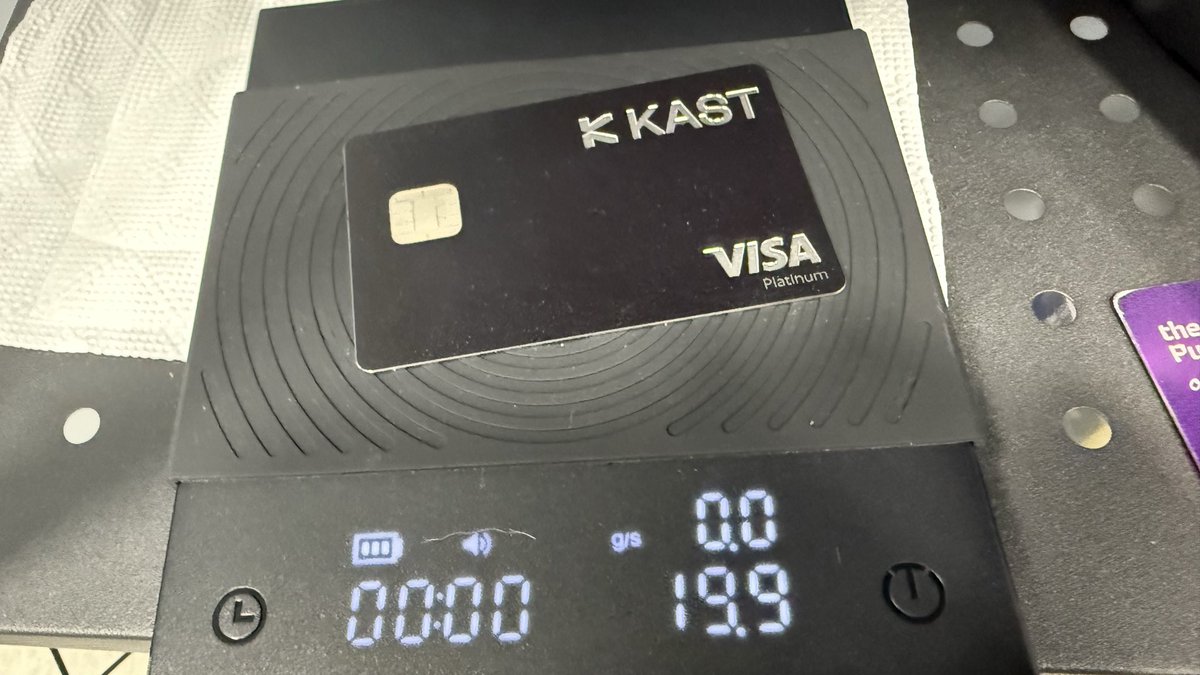 KAST
VISA
Platinum
the
Pu
g/s
0.0
00:00
19.9